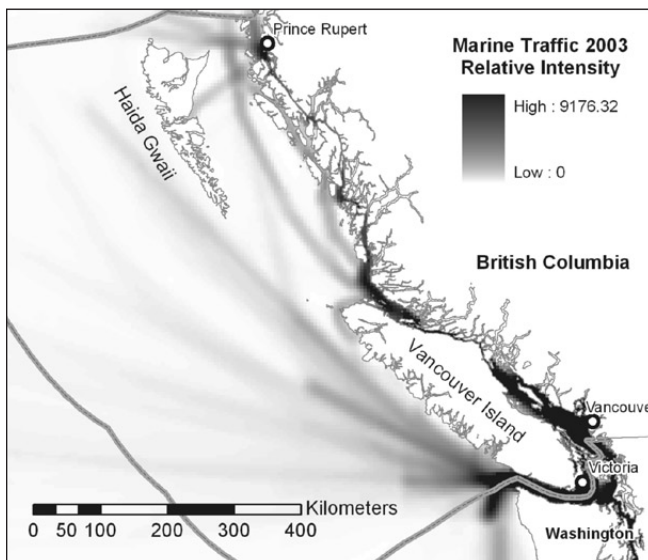 Prince Rupert
Marine Traffic 2003
Relative Intensity
High : 9176.32
Low : 0
Haida Gwaii
British Columbia
Vancouver Island
Vancouve
Victoria
Washington
Kilometers
0 50 100 200 300 400